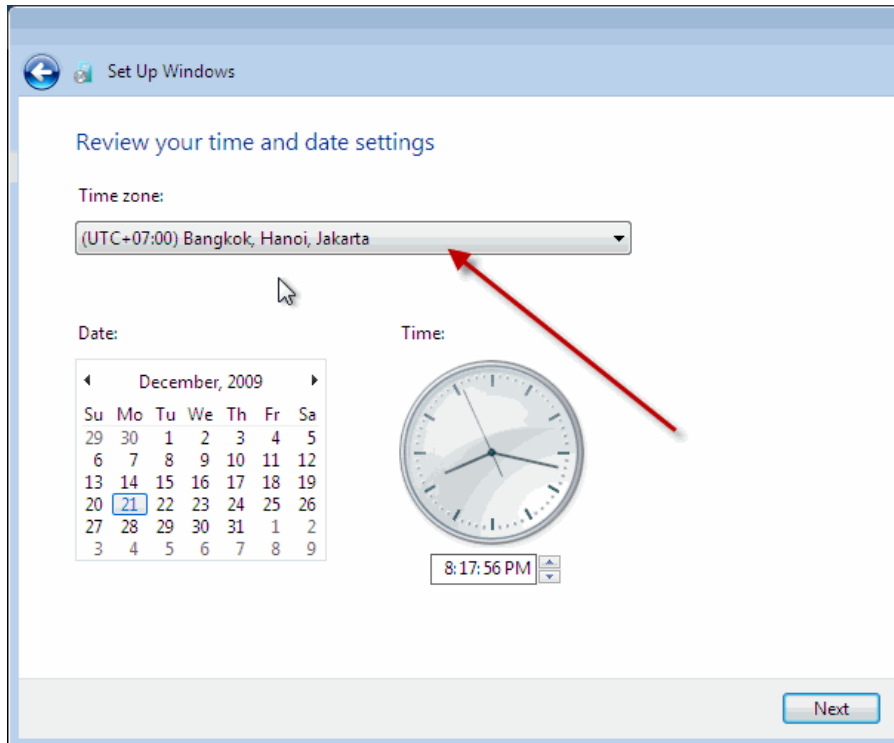 Set Up Windows
Review your time and date settings
Time zone:
(UTC+07:00) Bangkok, Hanoi, Jakarta
Date:
December, 2009
Su Mo Tu We Th Fr Sa
29 30 1 2 3 4 5
6 7 8 9 10 11 12
13 14 15 16 17 18 19
20 21 22 23 24 25 26
27 28 29 30 31 1 2
3 4 5 6 7 8 9
Time:
8:17:56 PM
Next